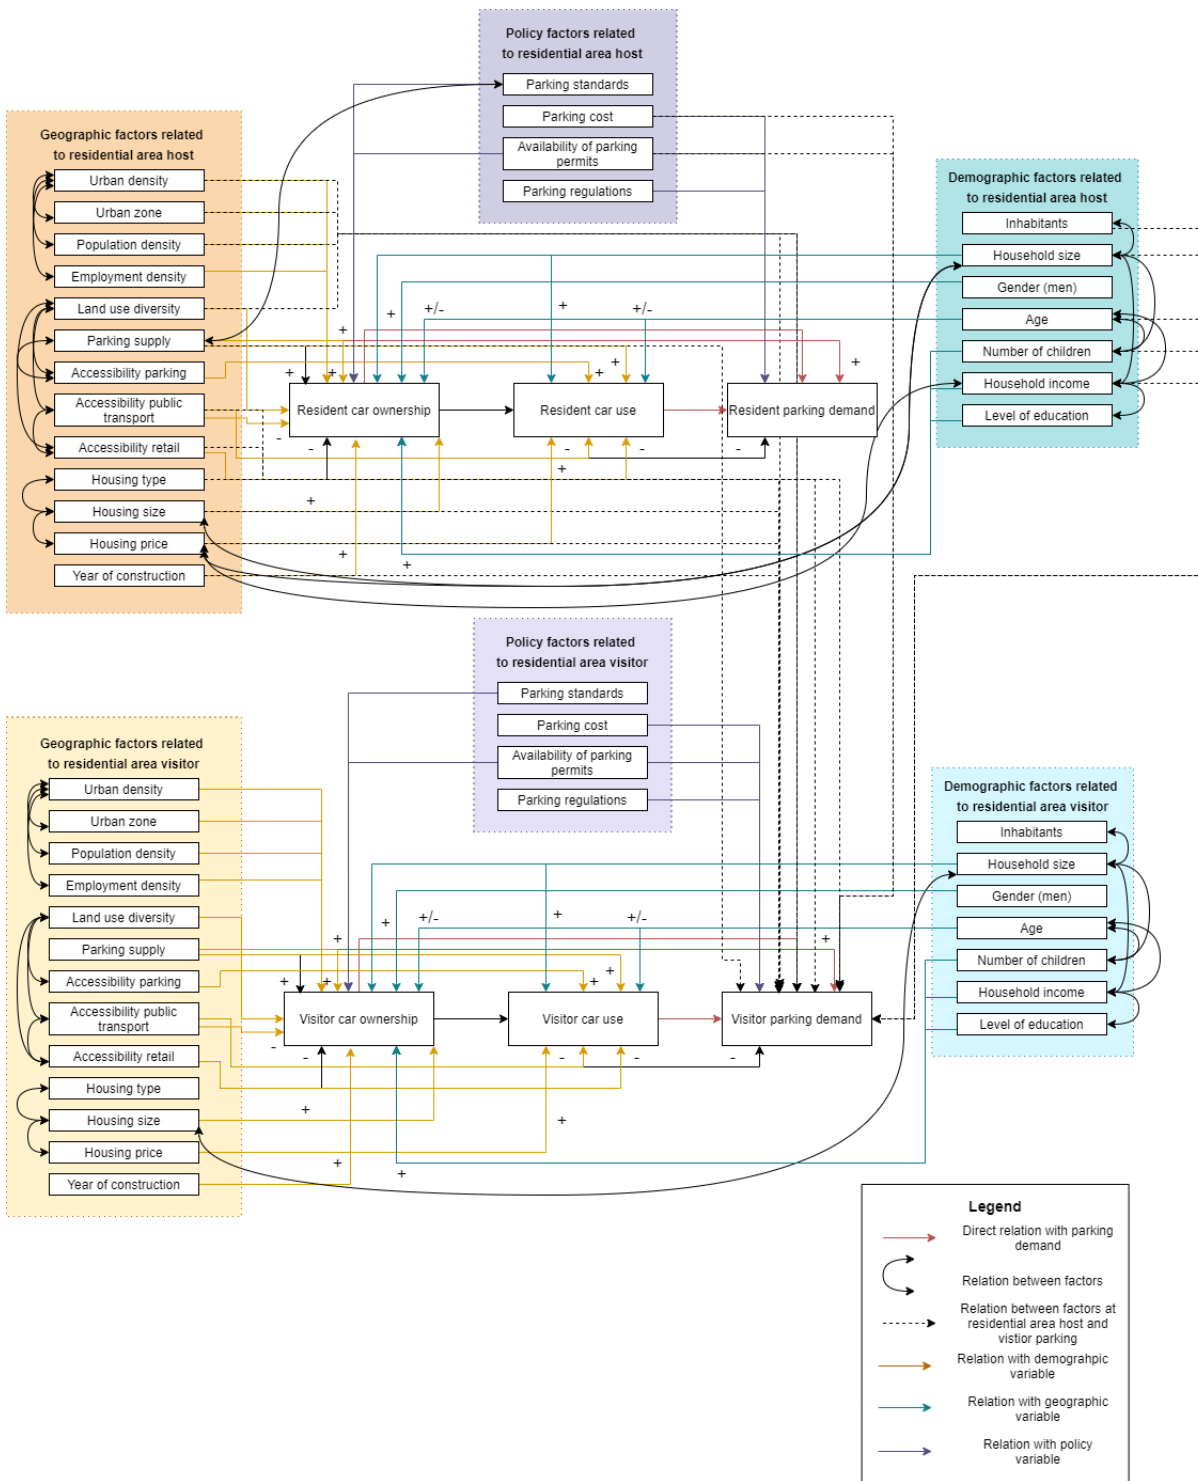 Policy factors related
to residential area host
Parking standards
Parking cost
Availability of parking
permits
Parking regulations
Geographic factors related
to residential area host
Urban density
Urban zone
Population density
Employment density
Land use diversity
Parking supply
Accessibility parking
Accessibility public
transport
Accessibility retail
Housing type
Housing size
Housing price
Year of construction
Demographic factors related
to residential area host
Inhabitants
Household size
Gender (men)
Age
Number of children
Household income
Level of education
+
+/-
+
+/-
+
+
+
+
+
+
Resident car ownership
Resident car use
Resident parking demand
-
-
-
-
+
+
+
+
Policy factors related
to residential area visitor
Parking standards
Parking cost
Availability of parking
permits
Parking regulations
Geographic factors related
to residential area visitor
Urban density
Urban zone
Population density
Employment density
Land use diversity
Parking supply
Accessibility parking
Accessibility public
transport
Accessibility retail
Housing type
Housing size
Housing price
Year of construction
Demographic factors related
to residential area visitor
Inhabitants
Household size
Gender (men)
Age
Number of children
Household income
Level of education
+
+/-
+
+/-
+
+
+
+
+
+
Visitor car ownership
Visitor car use
Visitor parking demand
-
-
-
-
-
+
+
+
+
Legend
Direct relation with parking
demand
Relation between factors
Relation between factors at
residential area host and
vistior parking
Relation with demograhpic
variable
Relation with geographic
variable
Relation with policy
variable